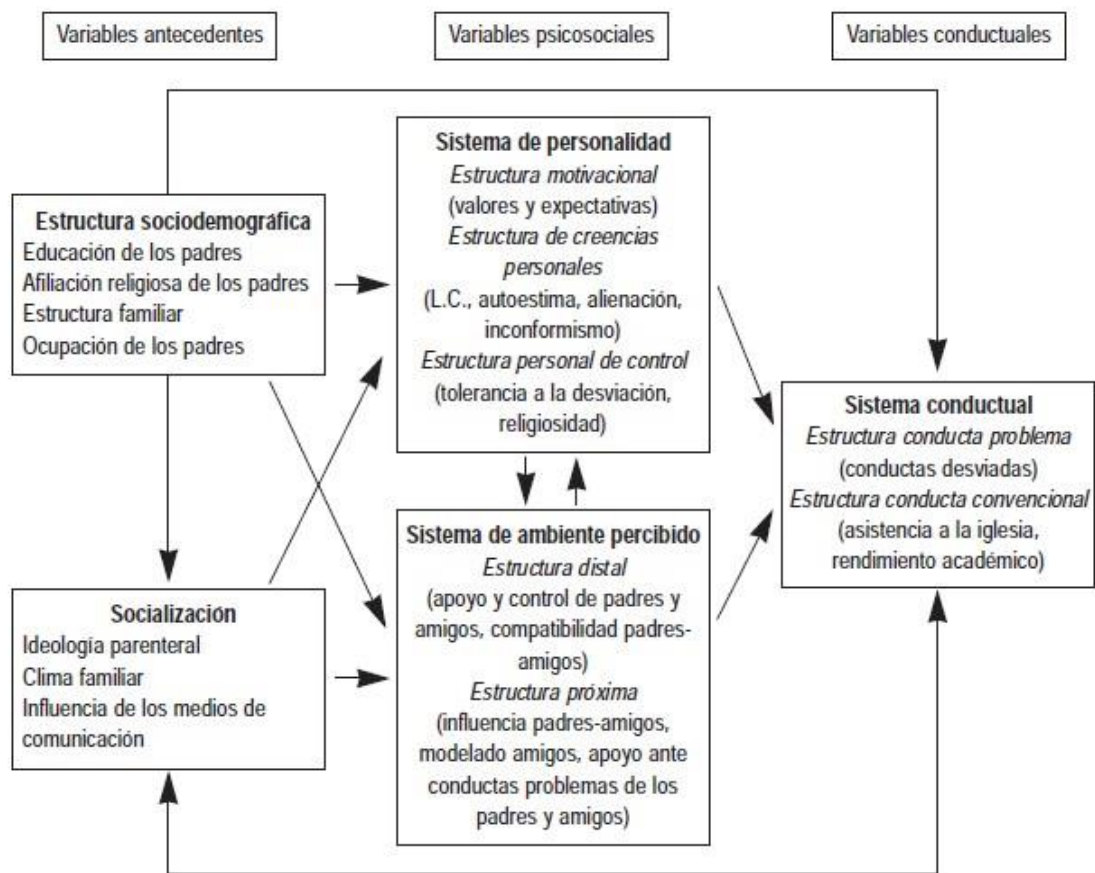 Variables antecedentes
Variables psicosociales
Variables conductuales
Estructura sociodemográfica
Educación de los padres
Afiliación religiosa de los padres
Estructura familiar
Ocupación de los padres
Socialización
Ideología parenteral
Clima familiar
Influencia de los medios de
comunicación
Sistema de personalidad
Estructura motivacional
(valores y expectativas)
Estructura de creencias
personales
(L.C., autoestima, alienación,
inconformismo)
Estructura personal de control
(tolerancia a la desviación,
religiosidad)
Sistema de ambiente percibido
Estructura distal
(apoyo y control de padres y
amigos, compatibilidad padres-
amigos)
Estructura próxima
(influencia padres-amigos,
modelado amigos, apoyo ante
conductas problemas de los
padres y amigos)
Sistema conductual
Estructura conducta problema
(conductas desviadas)
Estructura conducta convencional
(asistencia a la iglesia,
rendimiento académico)